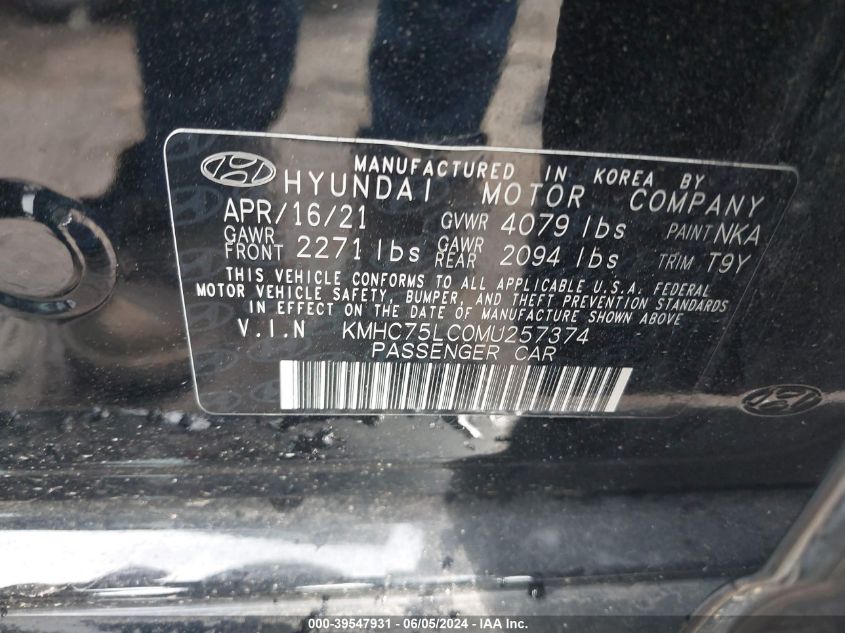 MANUFACTURED IN KOREA BY
HYUNDAI MOTOR COMPANY
APR/16/21 GVWR 4079 lbs PAINT NKA
GAWR FRONT 2271 lbs GAWR REAR 2094 lbs TRIM T9Y
THIS VEHICLE CONFORMS TO ALL APPLICABLE U.S.A. FEDERAL
MOTOR VEHICLE SAFETY, BUMPER, AND THEFT PREVENTION STANDARDS
IN EFFECT ON THE DATE OF MANUFACTURE SHOWN ABOVE
V.I.N KMHC75LC0MU257374
PASSENGER CAR
000-39547931 - 06/05/2024 - IAA Inc.